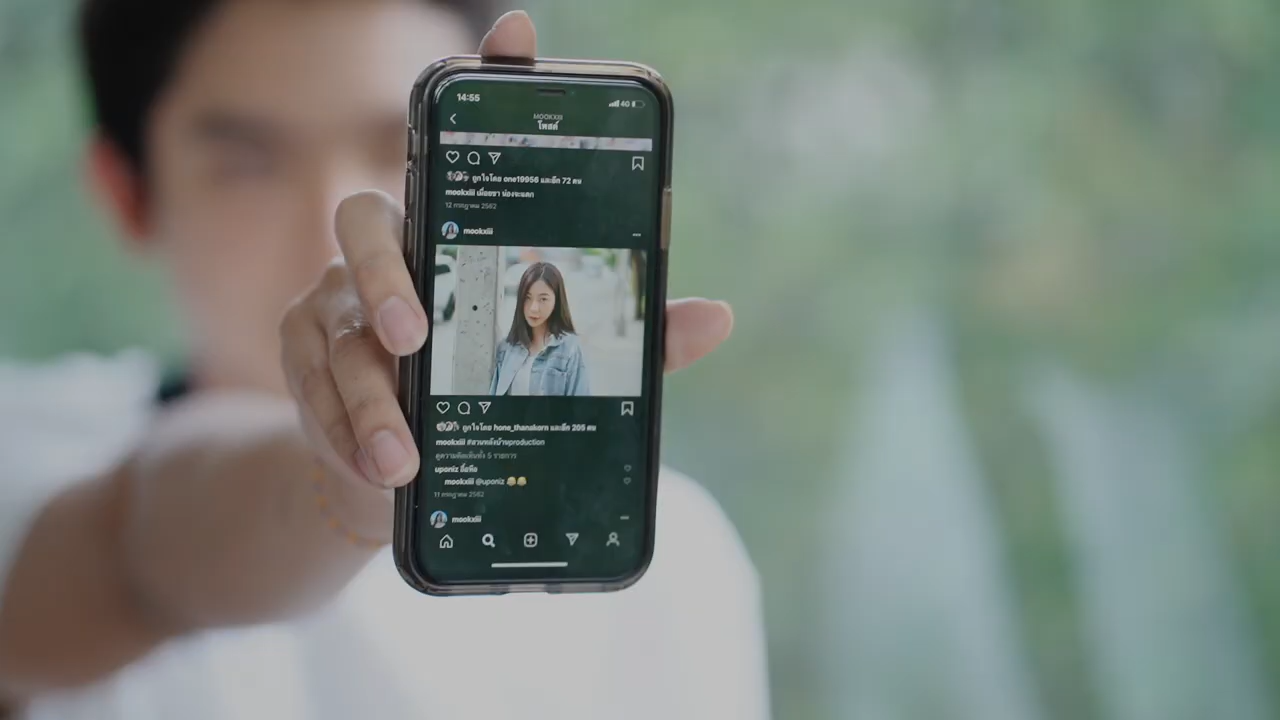 14:55
4G
MOOKXIII
โพสต์
ถูกใจโดย one19956 และอีก 72 คน
mookxiii เมื่อยขา น่องจะแตก
12 กรกฎาคม 2562
mookxiii
ถูกใจโดย hone_thanakorn และอีก 205 คน
mookxiii #สวนหลังบ้านproduction
ดูความคิดเห็นทั้ง 5 รายการ
uponiz
mookxiii @uponiz 😂😂
11 กรกฎาคม 2562
mookxiii